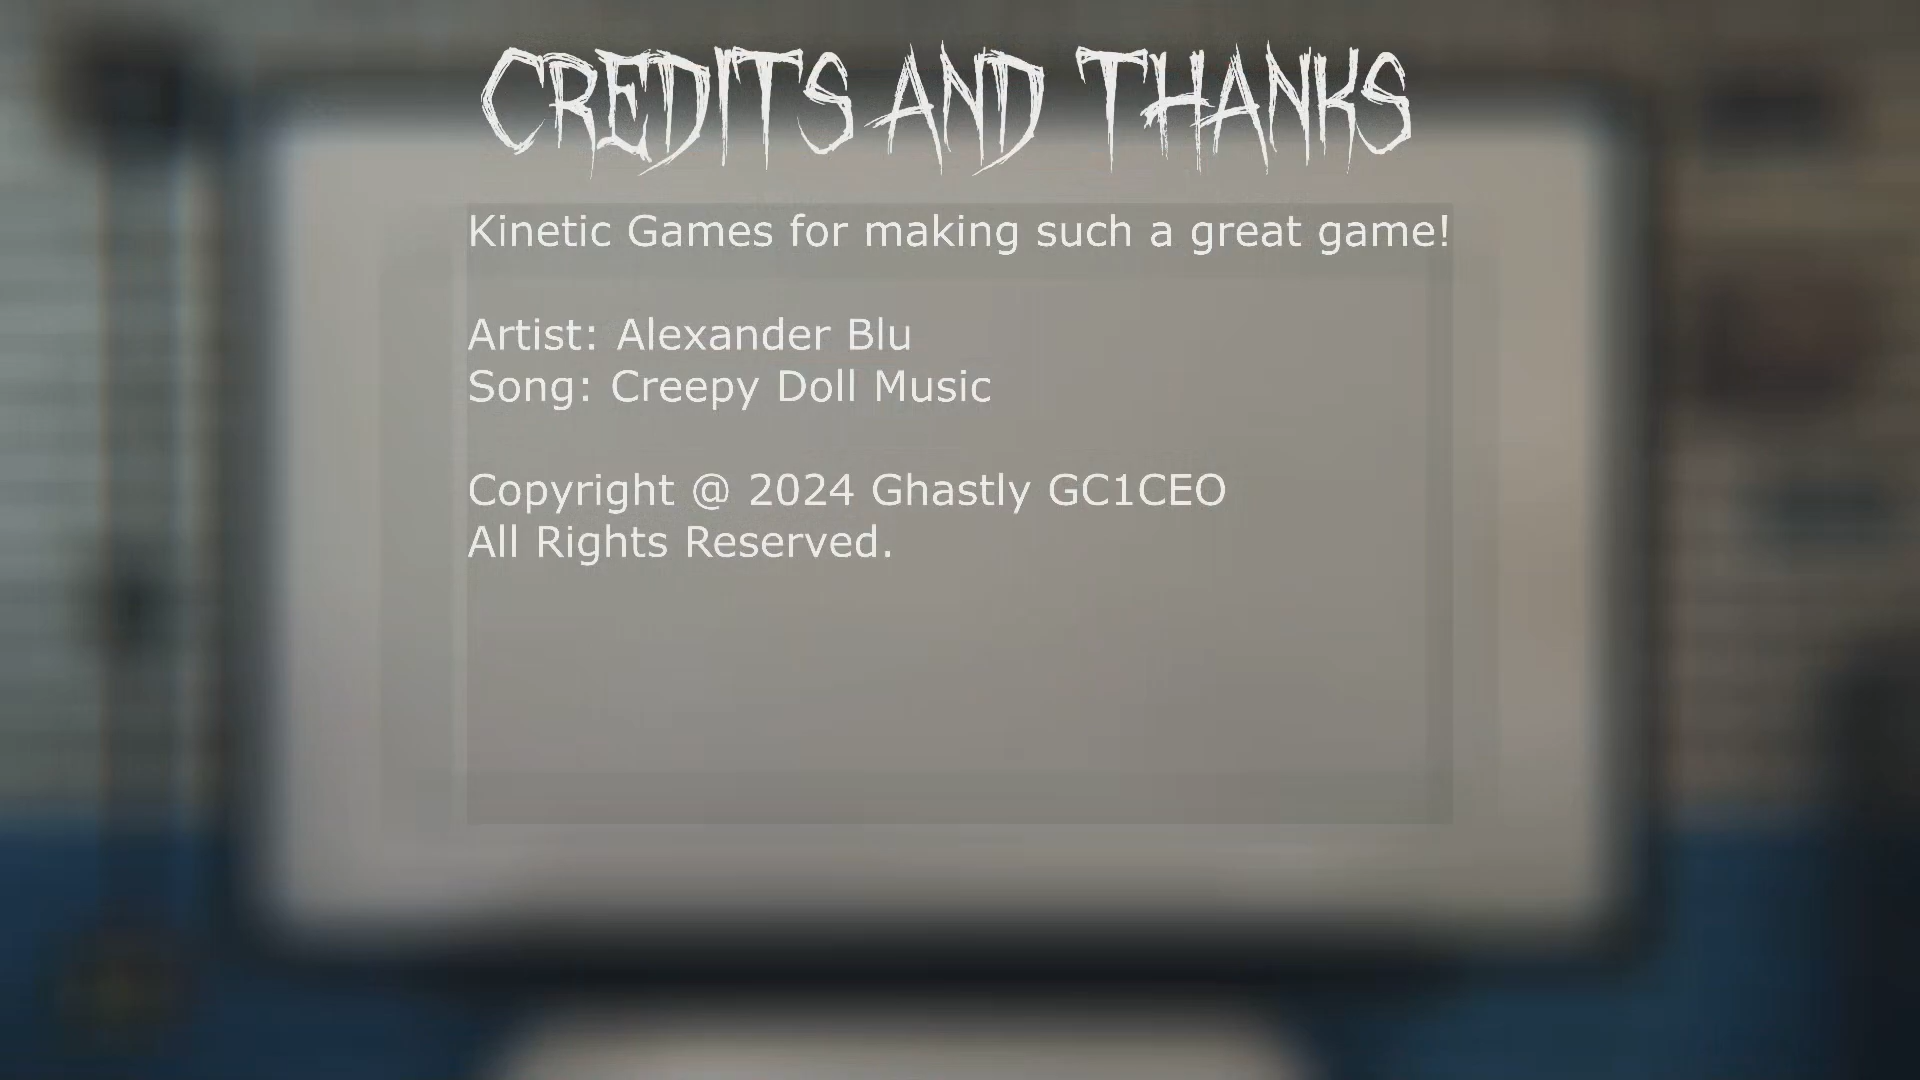 CREDITS AND THANKS
Kinetic Games for making such a great game!
Artist: Alexander Blu
Song: Creepy Doll Music
Copyright @ 2024 Ghastly GC1CEO
All Rights Reserved.